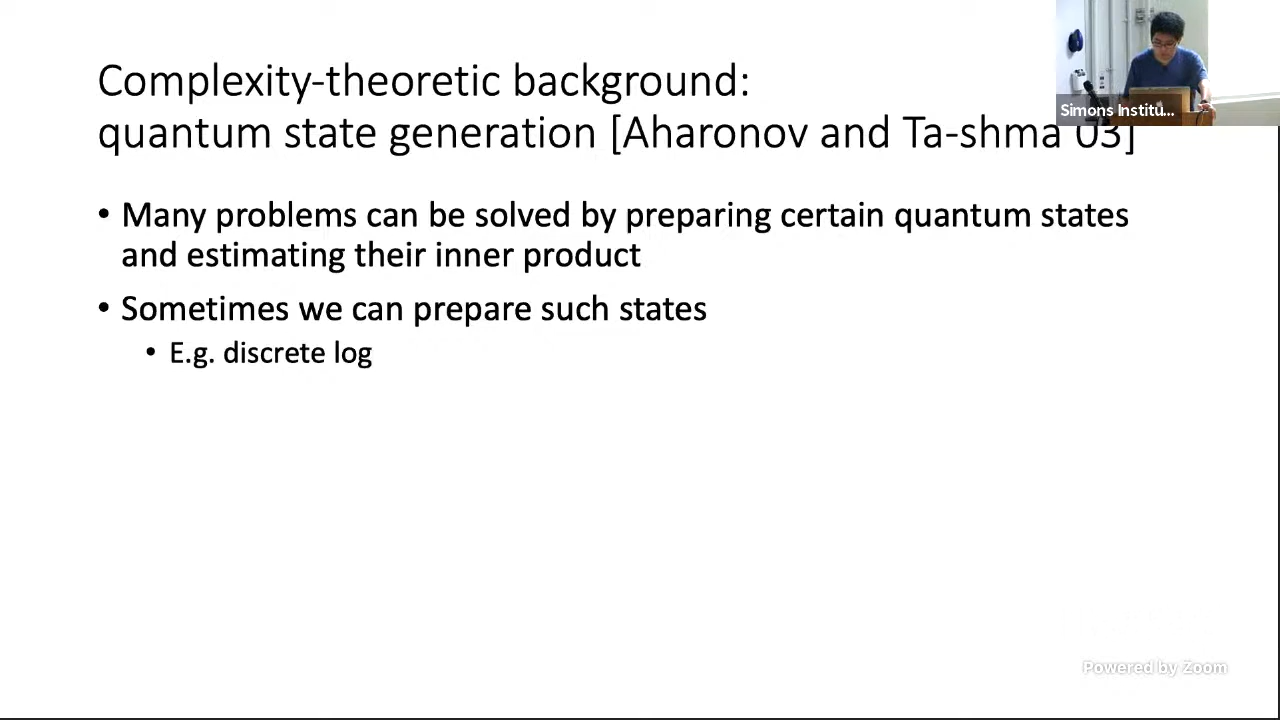 Complexity-theoretic background:
quantum state generation [Aharonov and Ta-shma 03]
Simons Institu...
• Many problems can be solved by preparing certain quantum states
and estimating their inner product
• Sometimes we can prepare such states
• E.g. discrete log
Powered by Zoom